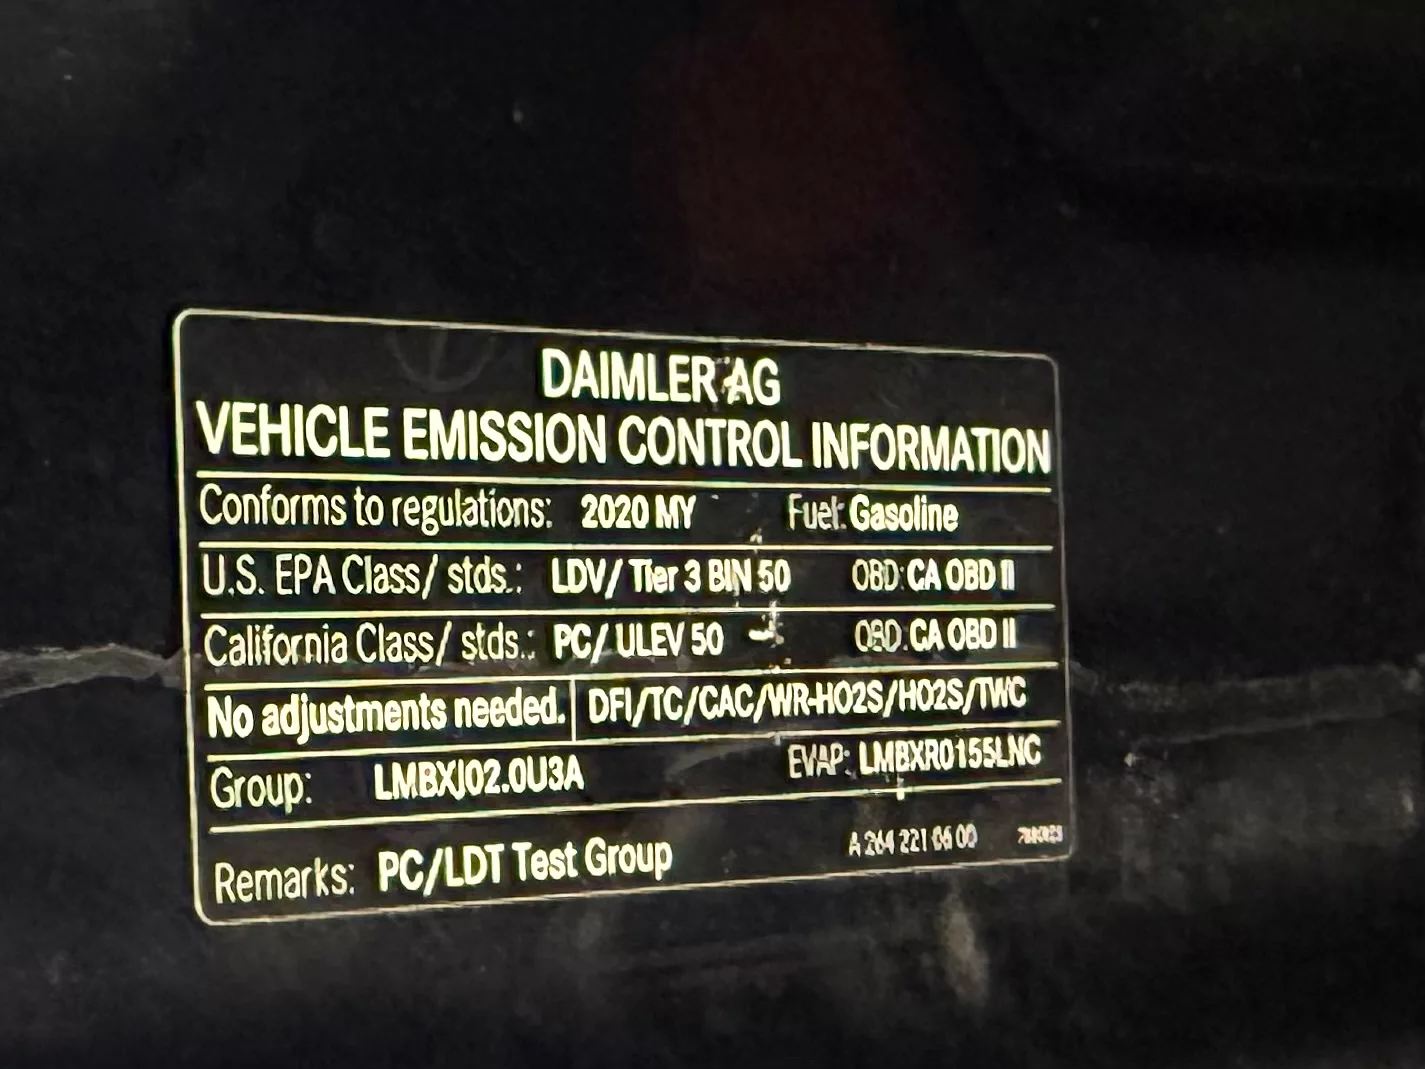 DAIMLER AG
VEHICLE EMISSION CONTROL INFORMATION
Conforms to regulations: 2020 MY Fuel: Gasoline
U.S. EPA Class/ stds.: LDV/ Tier 3 BIN 50 OBD: CA OBD II
California Class/ stds.: PC/ ULEV 50 OBD: CA OBD II
No adjustments needed. DFI/TC/CAC/WR-HO2S/HO2S/TWC
Group: LMBXJ02.0U3A EVAP: LMBXR0155LNC
Remarks: PC/LDT Test Group A 264 221 06 00